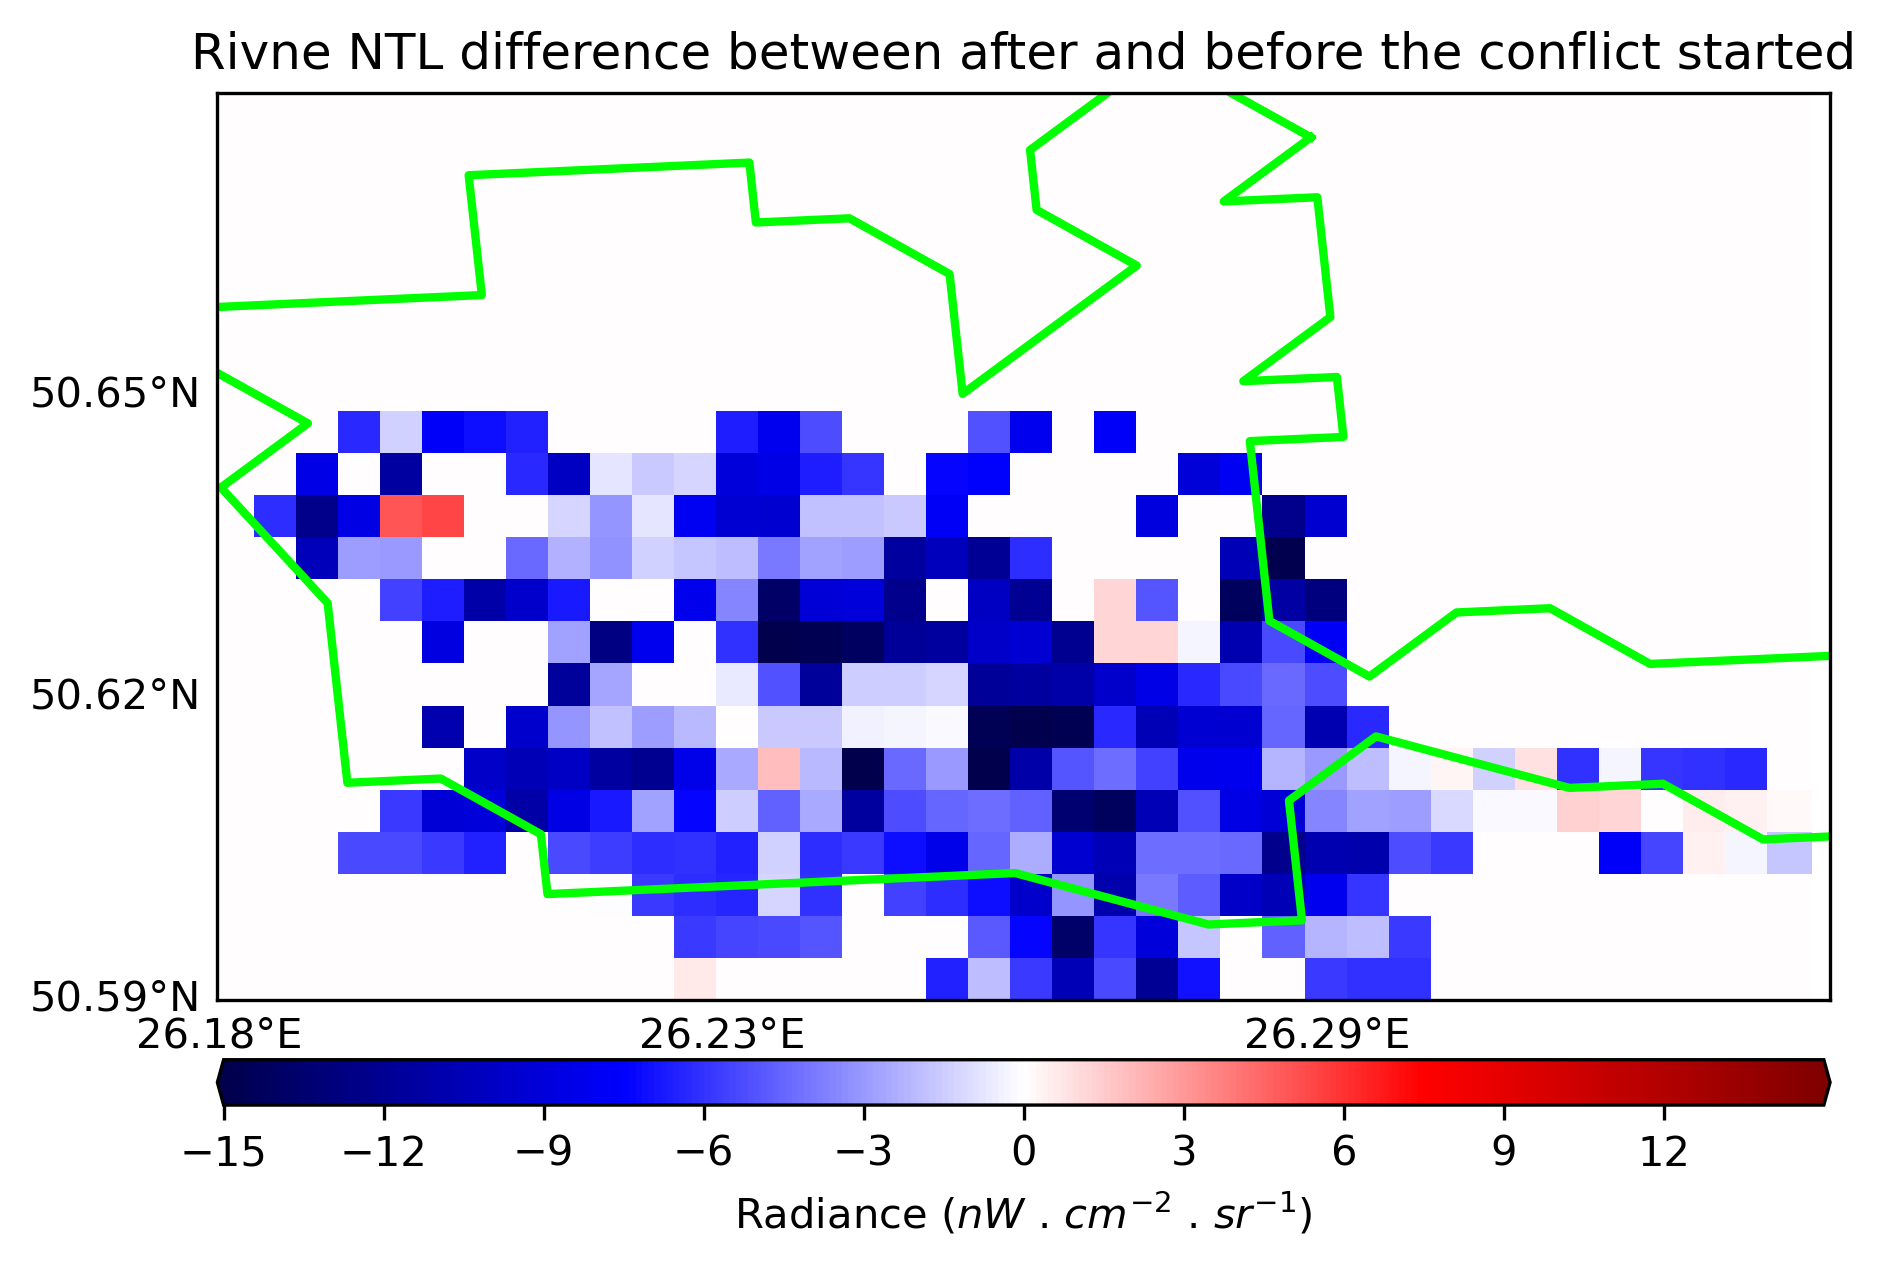 Rivne NTL difference between after and before the conflict started
50.65°N
50.62°N
50.59°N
26.18°E 26.23°E 26.29°E
−15 −12 −9 −6 −3 0 3 6 9 12
Radiance (nW . cm⁻² . sr⁻¹)